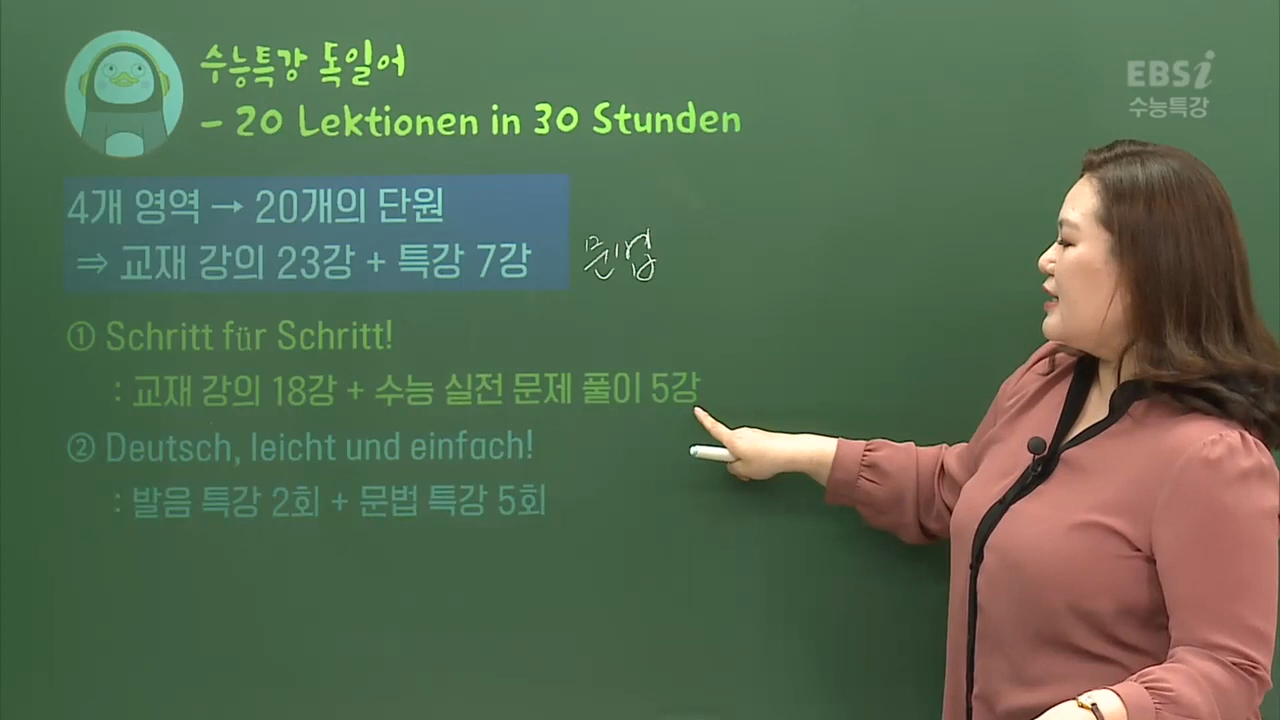 수능특강 독일어
- 20 Lektionen in 30 Stunden
EBSi
수능특강
4개 영역 → 20개의 단원
⇒ 교재 강의 23강 + 특강 7강
문법
① Schritt für Schritt!
: 교재 강의 18강 + 수능 실전 문제 풀이 5강
② Deutsch, leicht und einfach!
: 발음 특강 2회 + 문법 특강 5회